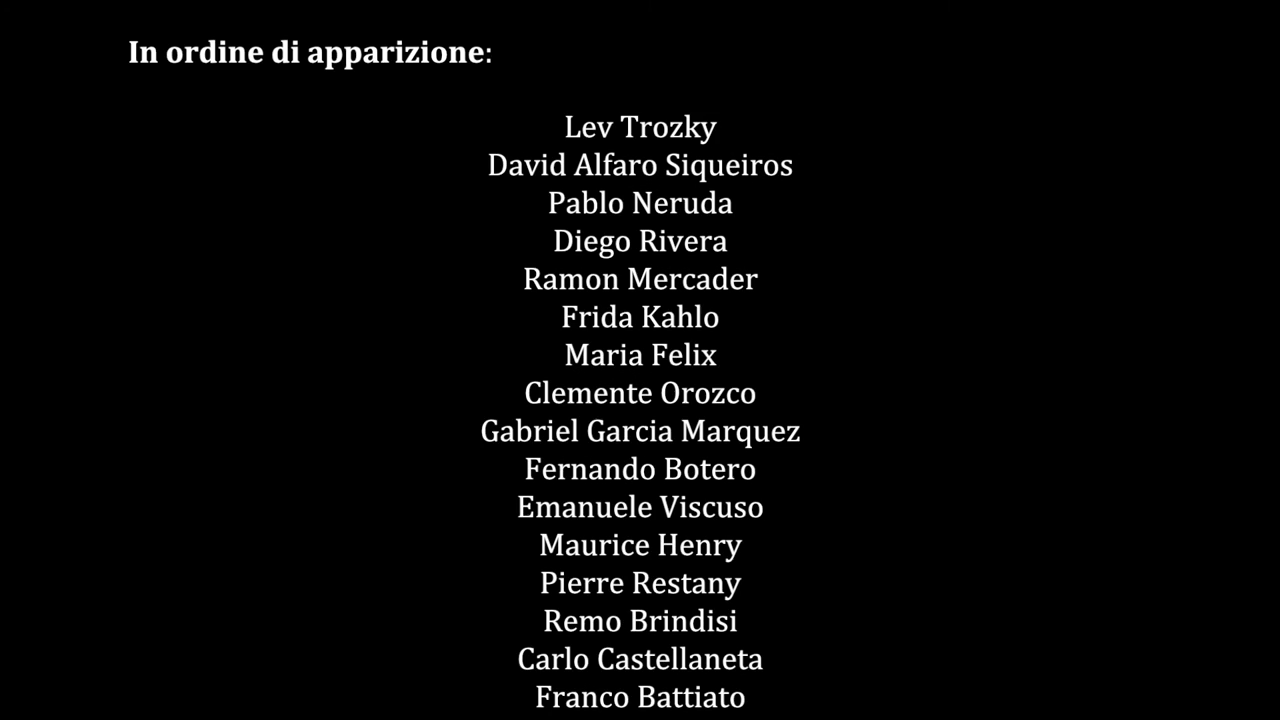 In ordine di apparizione:
Lev Trozky
David Alfaro Siqueiros
Pablo Neruda
Diego Rivera
Ramon Mercader
Frida Kahlo
Maria Felix
Clemente Orozco
Gabriel Garcia Marquez
Fernando Botero
Emanuele Viscuso
Maurice Henry
Pierre Restany
Remo Brindisi
Carlo Castellaneta
Franco Battiato